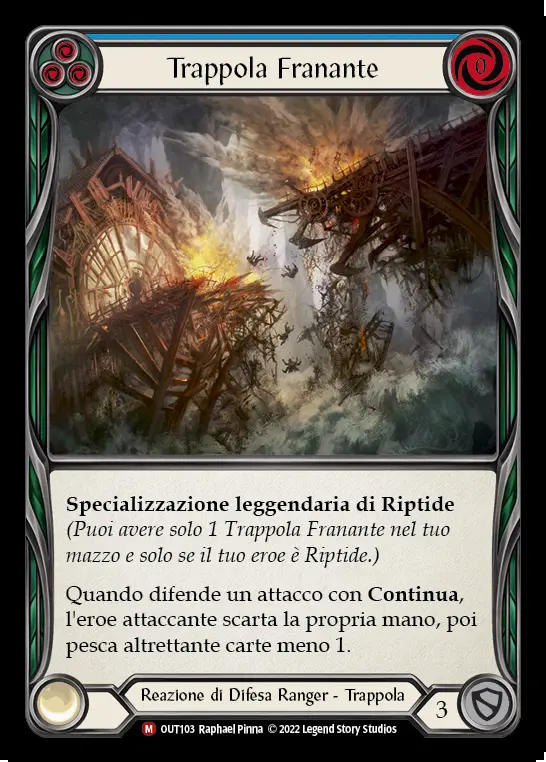 Trappola Franante
0
Specializzazione leggendaria di Riptide
(Puoi avere solo 1 Trappola Franante nel tuo
mazzo e solo se il tuo eroe è Riptide.)
Quando difende un attacco con Continua,
l'eroe attaccante scarta la propria mano, poi
pesca altrettante carte meno 1.
Reazione di Difesa Ranger - Trappola
3
M OUT103 Raphael Pinna © 2022 Legend Story Studios